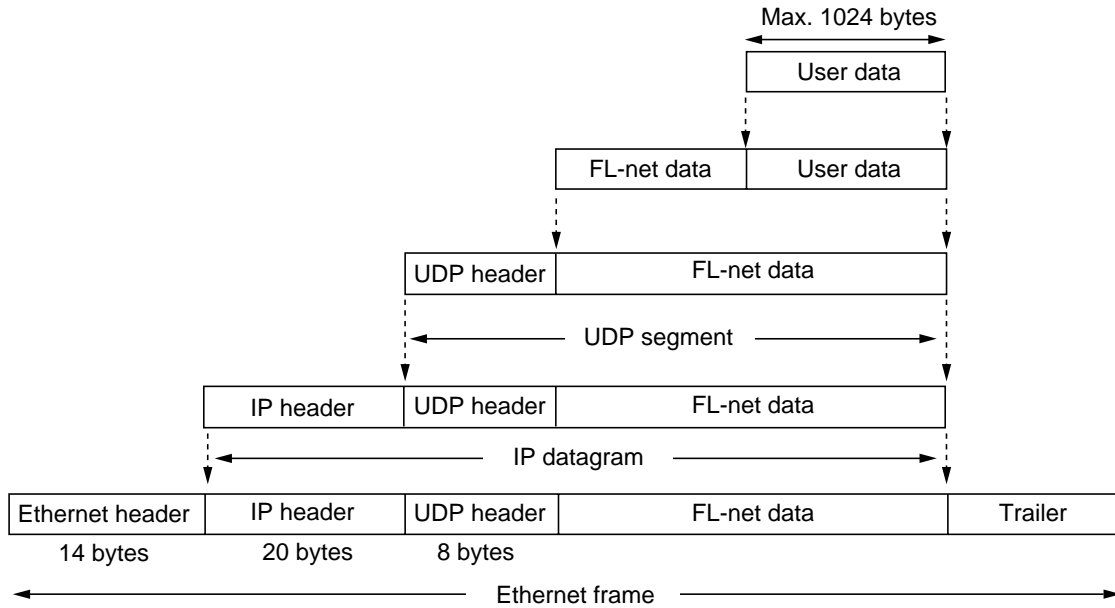 Max. 1024 bytes
User data
FL-net data User data
UDP header FL-net data
UDP segment
IP header UDP header FL-net data
IP datagram
Ethernet header IP header UDP header FL-net data Trailer
14 bytes 20 bytes 8 bytes
Ethernet frame